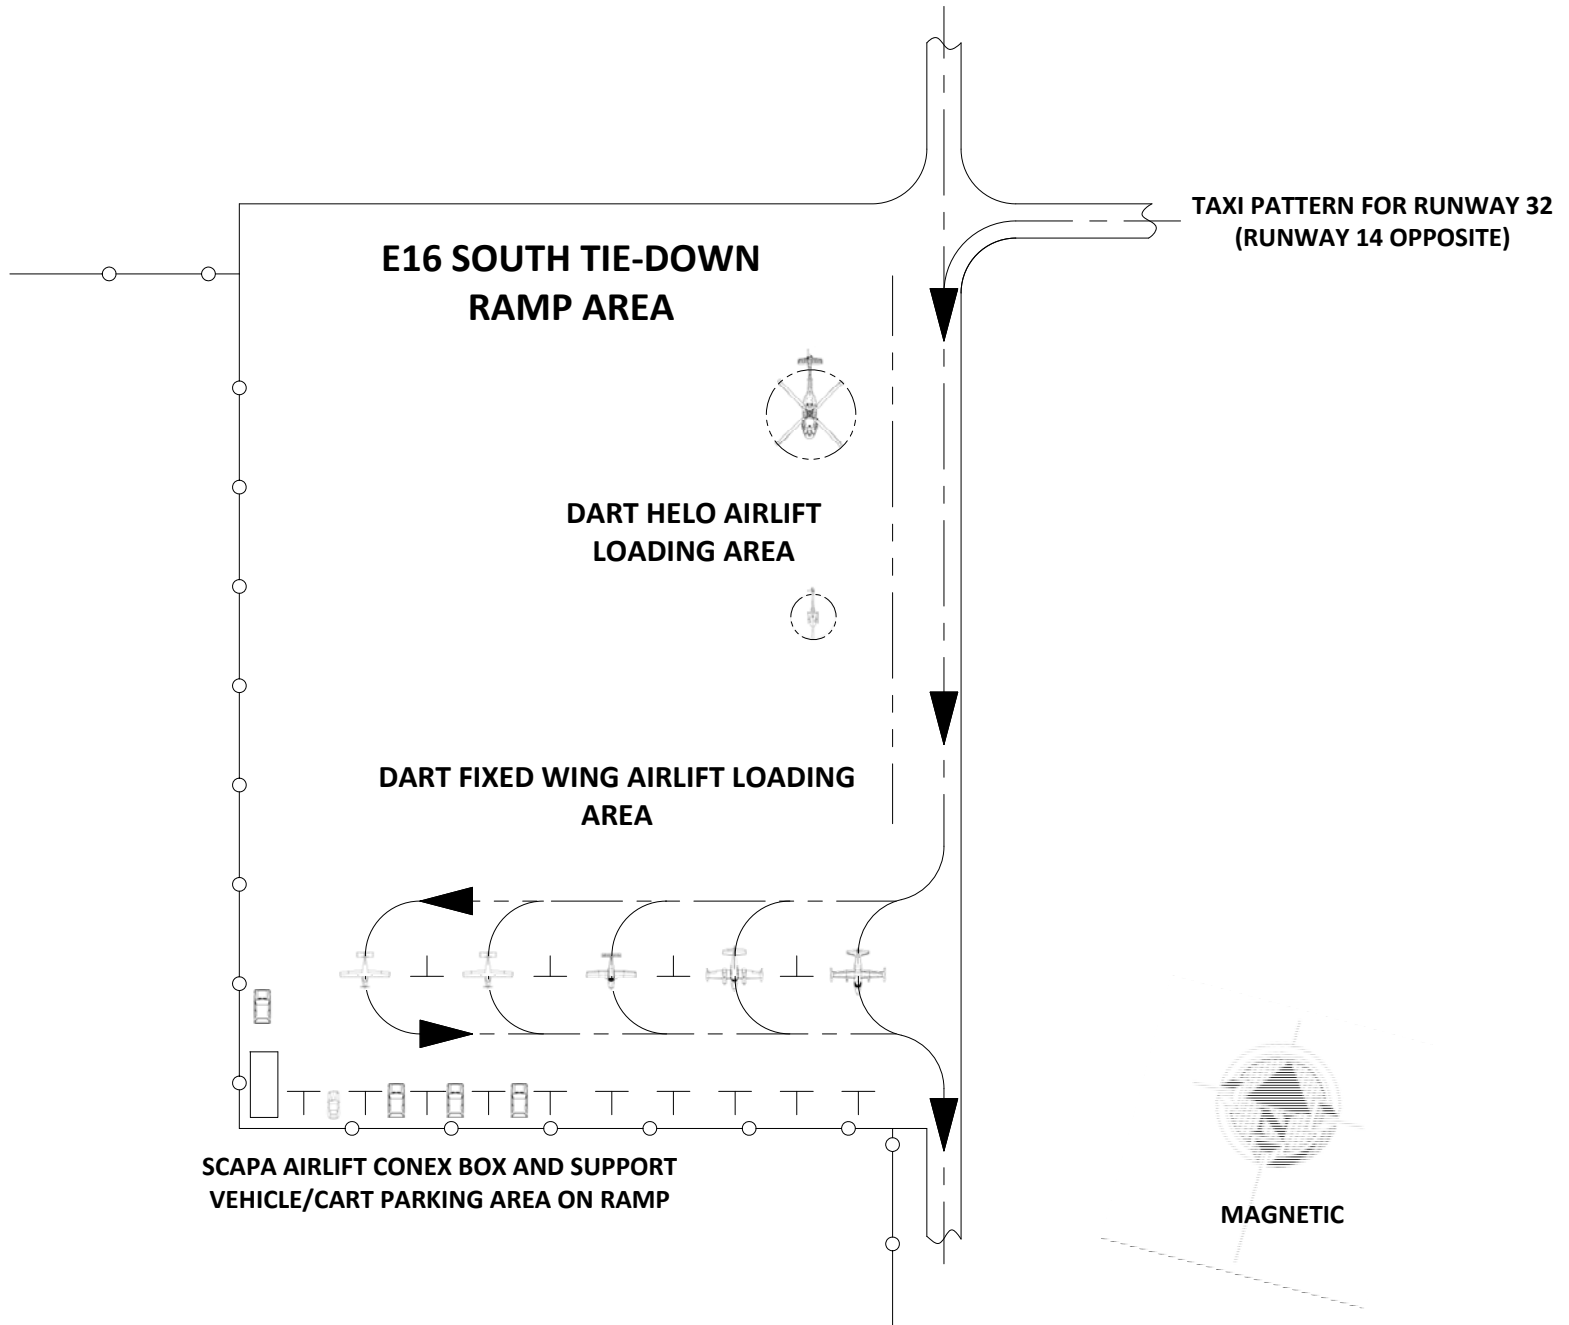 TAXI PATTERN FOR RUNWAY 32
(RUNWAY 14 OPPOSITE)
E16 SOUTH TIE-DOWN
RAMP AREA
DART HELO AIRLIFT
LOADING AREA
DART FIXED WING AIRLIFT LOADING
AREA
SCAPA AIRLIFT CONEX BOX AND SUPPORT
VEHICLE/CART PARKING AREA ON RAMP
N
MAGNETIC